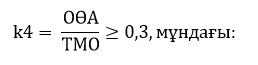 k4 = ОӨА/ТМО ≥ 0,3, мұндағы: